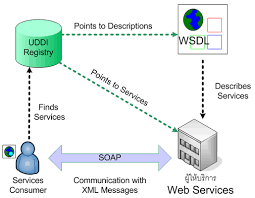 Points to Descriptions
UDDI
Registry
WSDL
Points to Services
Finds
Services
Describes
Services
SOAP
ผู้ให้บริการ
Services
Consumer
Communication with
XML Messages
Web Services